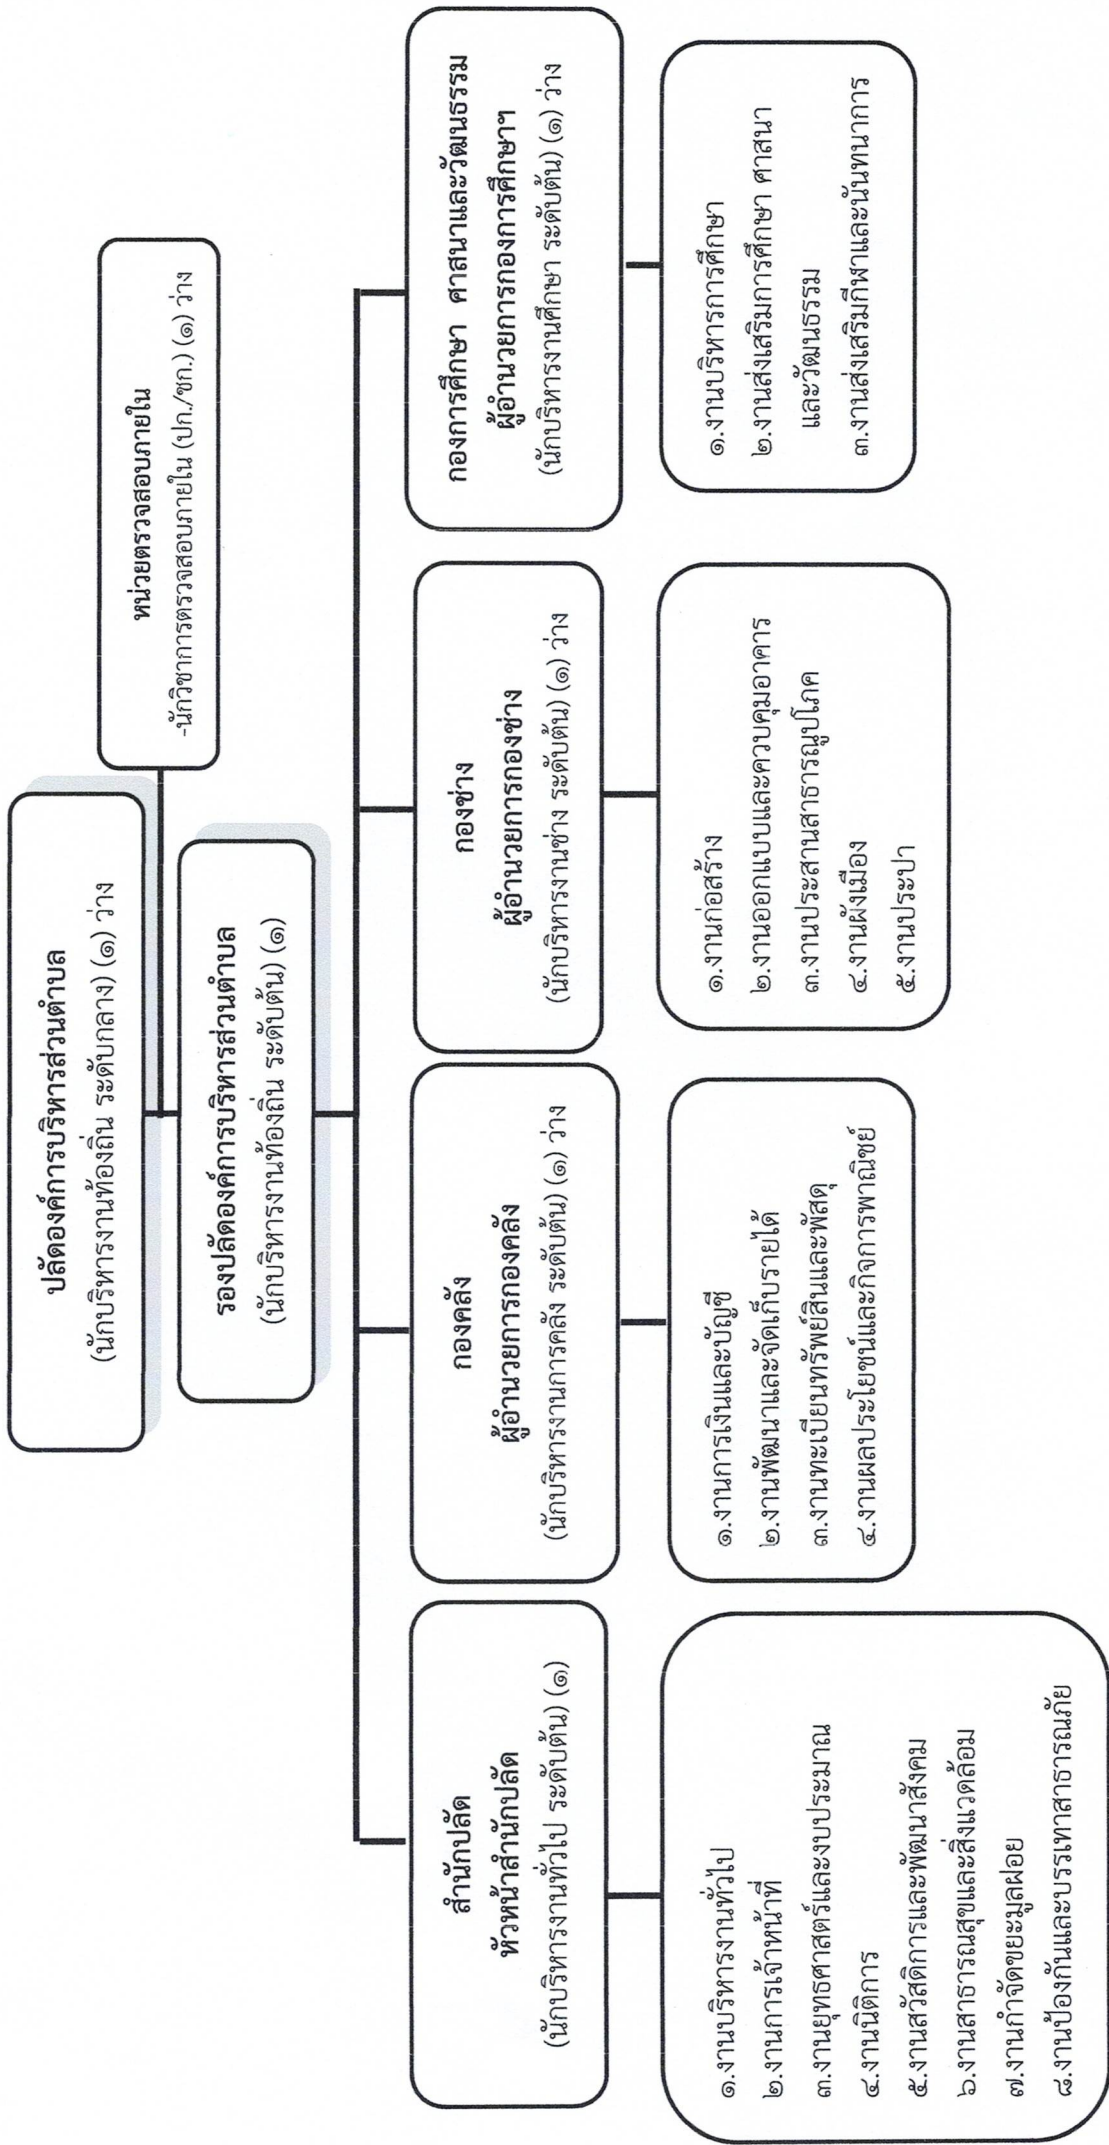 ปลัดองค์การบริหารส่วนตำบล
(นักบริหารงานท้องถิ่น ระดับกลาง) (๑) ว่าง
หน่วยตรวจสอบภายใน
-นักวิชาการตรวจสอบภายใน (ปก./ชก.) (๑) ว่าง
รองปลัดองค์การบริหารส่วนตำบล
(นักบริหารงานท้องถิ่น ระดับต้น) (๑)
สำนักปลัด
หัวหน้าสำนักปลัด
(นักบริหารงานทั่วไป ระดับต้น) (๑)
๑.งานบริหารงานทั่วไป
๒.งานการเจ้าหน้าที่
๓.งานยุทธศาสตร์และงบประมาณ
๔.งานนิติการ
๕.งานสวัสดิการและพัฒนาสังคม
๖.งานสาธารณสุขและสิ่งแวดล้อม
๗.งานกำจัดขยะมูลฝอย
๘.งานป้องกันและบรรเทาสาธารณภัย
กองคลัง
ผู้อำนวยการกองคลัง
(นักบริหารงานการคลัง ระดับต้น) (๑) ว่าง
๑.งานการเงินและบัญชี
๒.งานพัฒนาและจัดเก็บรายได้
๓.งานทะเบียนทรัพย์สินและพัสดุ
๔.งานผลประโยชน์และกิจการพาณิชย์
กองช่าง
ผู้อำนวยการกองช่าง
(นักบริหารงานช่าง ระดับต้น) (๑) ว่าง
๑.งานก่อสร้าง
๒.งานออกแบบและควบคุมอาคาร
๓.งานประสานสาธารณูปโภค
๔.งานผังเมือง
๕.งานประปา
กองการศึกษา ศาสนาและวัฒนธรรม
ผู้อำนวยการกองการศึกษาฯ
(นักบริหารงานศึกษา ระดับต้น) (๑) ว่าง
๑.งานบริหารการศึกษา
๒.งานส่งเสริมการศึกษา ศาสนา
และวัฒนธรรม
๓.งานส่งเสริมกีฬาและนันทนาการ